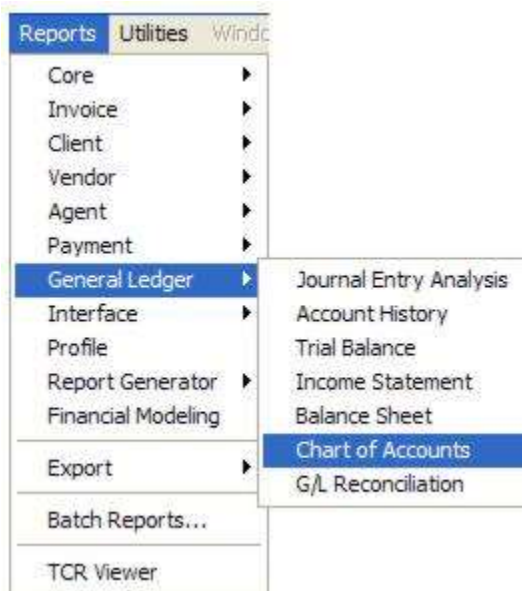 Reports Utilities
Core
Invoice
Client
Vendor
Agent
Payment
General Ledger
Interface
Profile
Report Generator
Financial Modeling
Export
Batch Reports...
TCR Viewer
Journal Entry Analysis
Account History
Trial Balance
Income Statement
Balance Sheet
Chart of Accounts
G/L Reconciliation